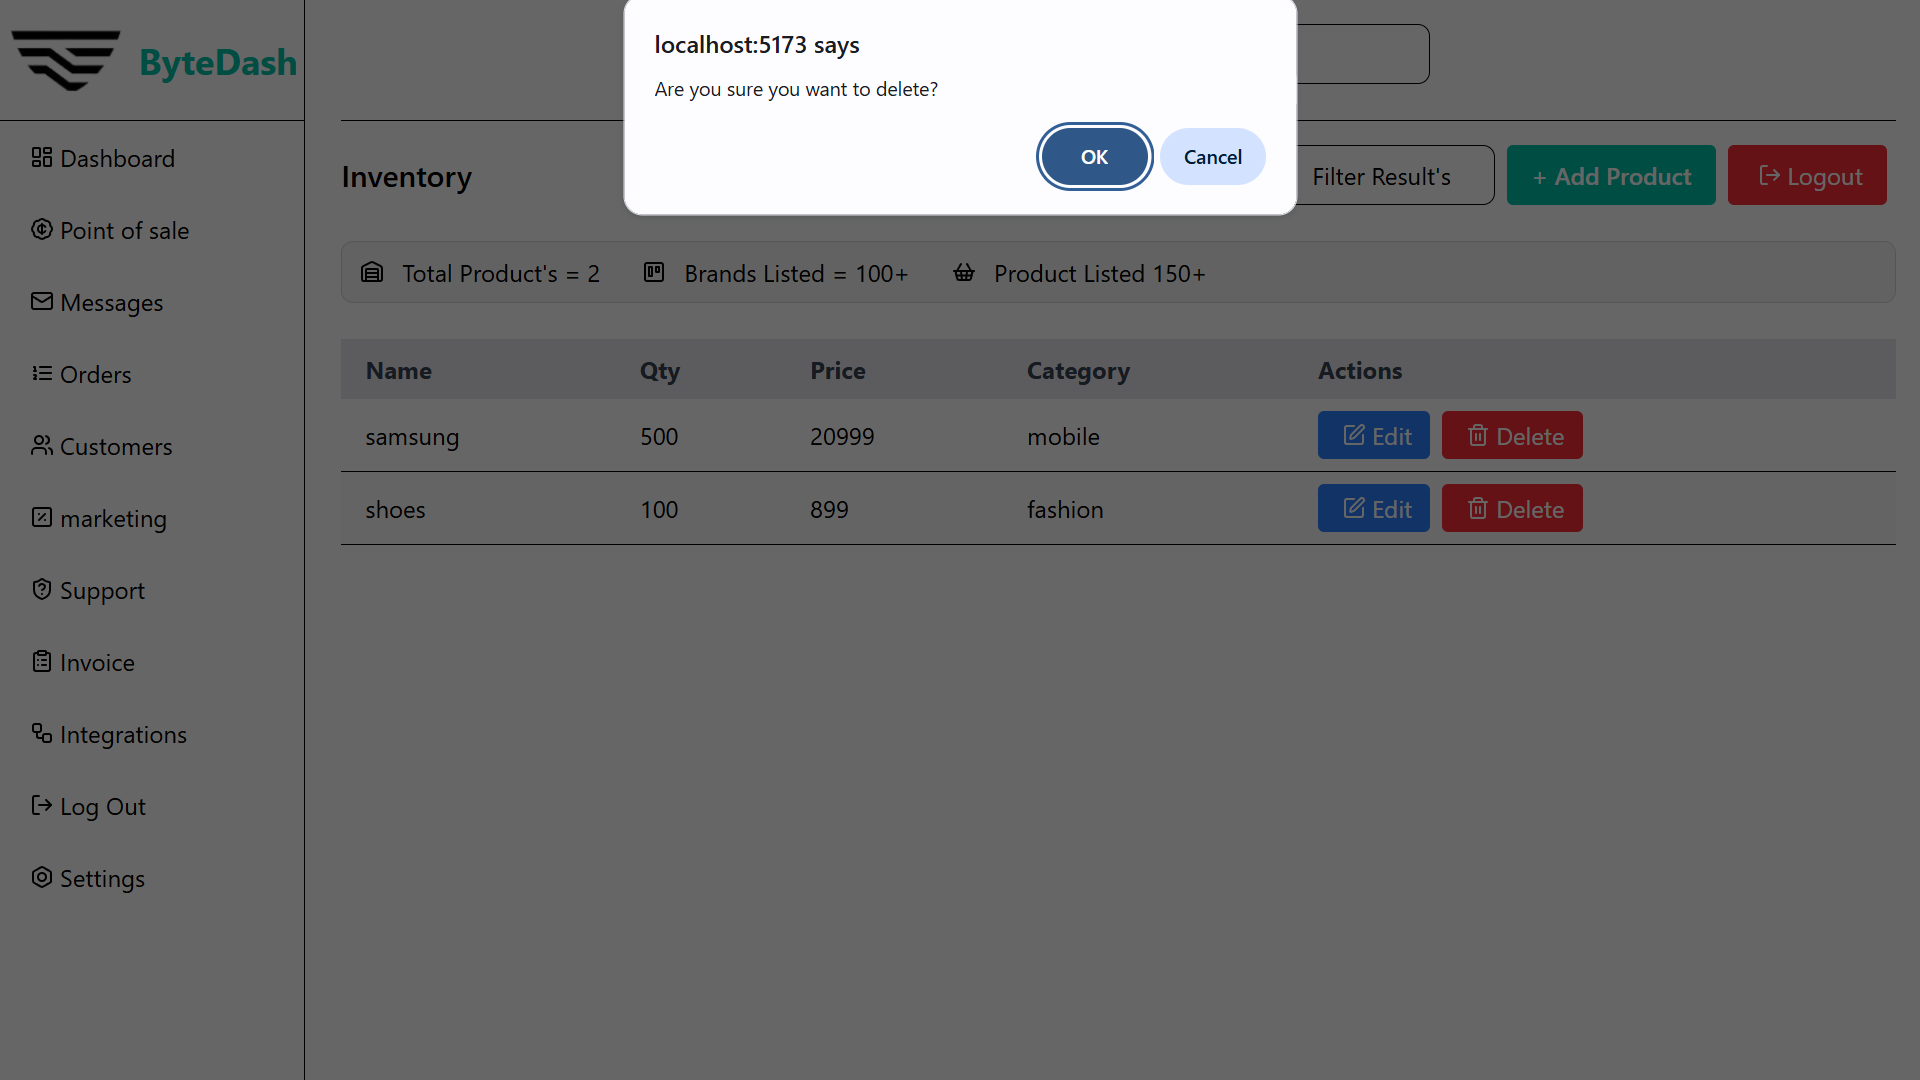 ByteDash
localhost:5173 says
Are you sure you want to delete?
OK Cancel
Dashboard
Point of sale
Messages
Orders
Customers
marketing
Support
Invoice
Integrations
Log Out
Settings
Inventory
Filter Result's + Add Product Logout
Total Product's = 2 Brands Listed = 100+ Product Listed 150+
Name Qty Price Category Actions
samsung 500 20999 mobile Edit Delete
shoes 100 899 fashion Edit Delete